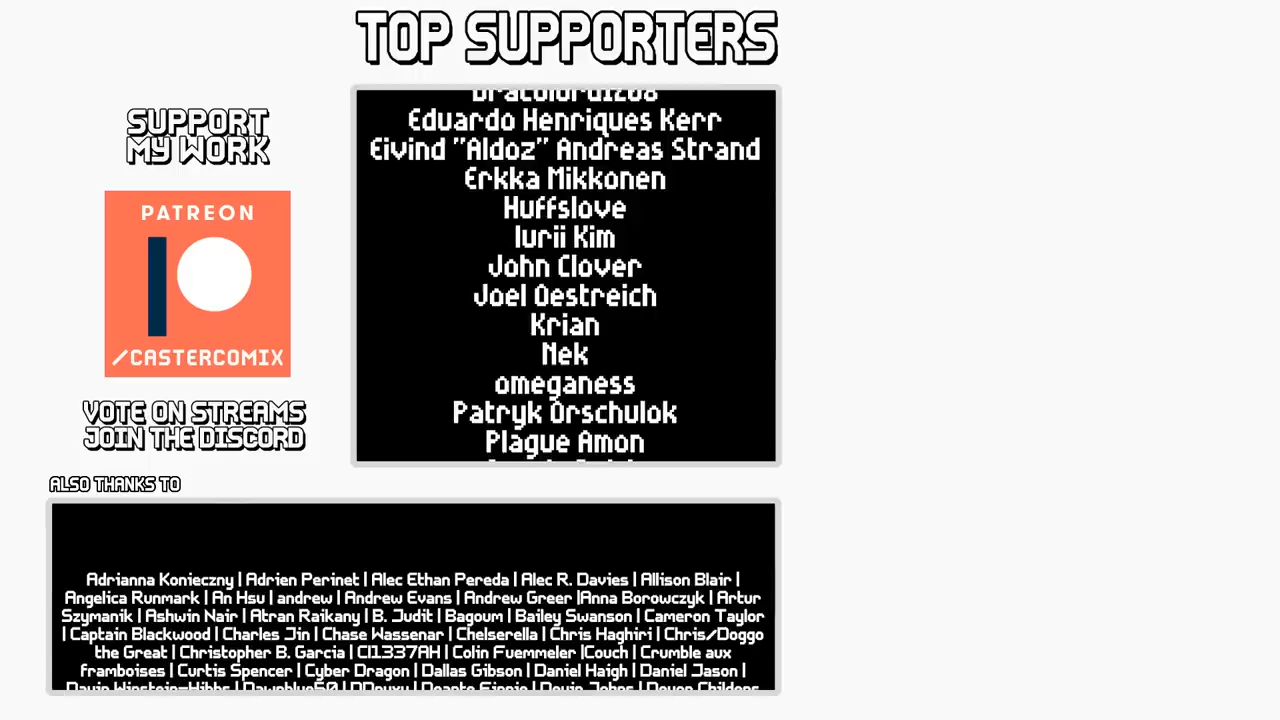 TOP SUPPORTERS
Eduardo Henriques Kerr
Eivind "Aldoz" Andreas Strand
Erkka Mikkonen
Huffslove
Iurii Kim
John Clover
Joel Oestreich
Krian
Nek
omeganess
Patryk Orschulok
Plague Amon
SUPPORT
MY WORK
PATREON
/CASTERCOMIX
VOTE ON STREAMS
JOIN THE DISCORD
ALSO THANKS TO
Adrianna Konieczny | Adrien Perinet | Alec Ethan Pereda | Alec R. Davies | Allison Blair |
Angelica Runmark | An Hsu | andrew | Andrew Evans | Andrew Greer |Anna Borowczyk | Artur
Szymanik | Ashwin Nair | Atran Raikany | B. Judit | Bagoum | Bailey Swanson | Cameron Taylor
| Captain Blackwood | Charles Jin | Chase Wassenar | Chelserella | Chris Haghiri | Chris/Doggo
the Great | Christopher B. Garcia | Cl1337AH | Colin Fuemmeler |Couch | Crumble aux
framboises | Curtis Spencer | Cyber Dragon | Dallas Gibson | Daniel Haigh | Daniel Jason |